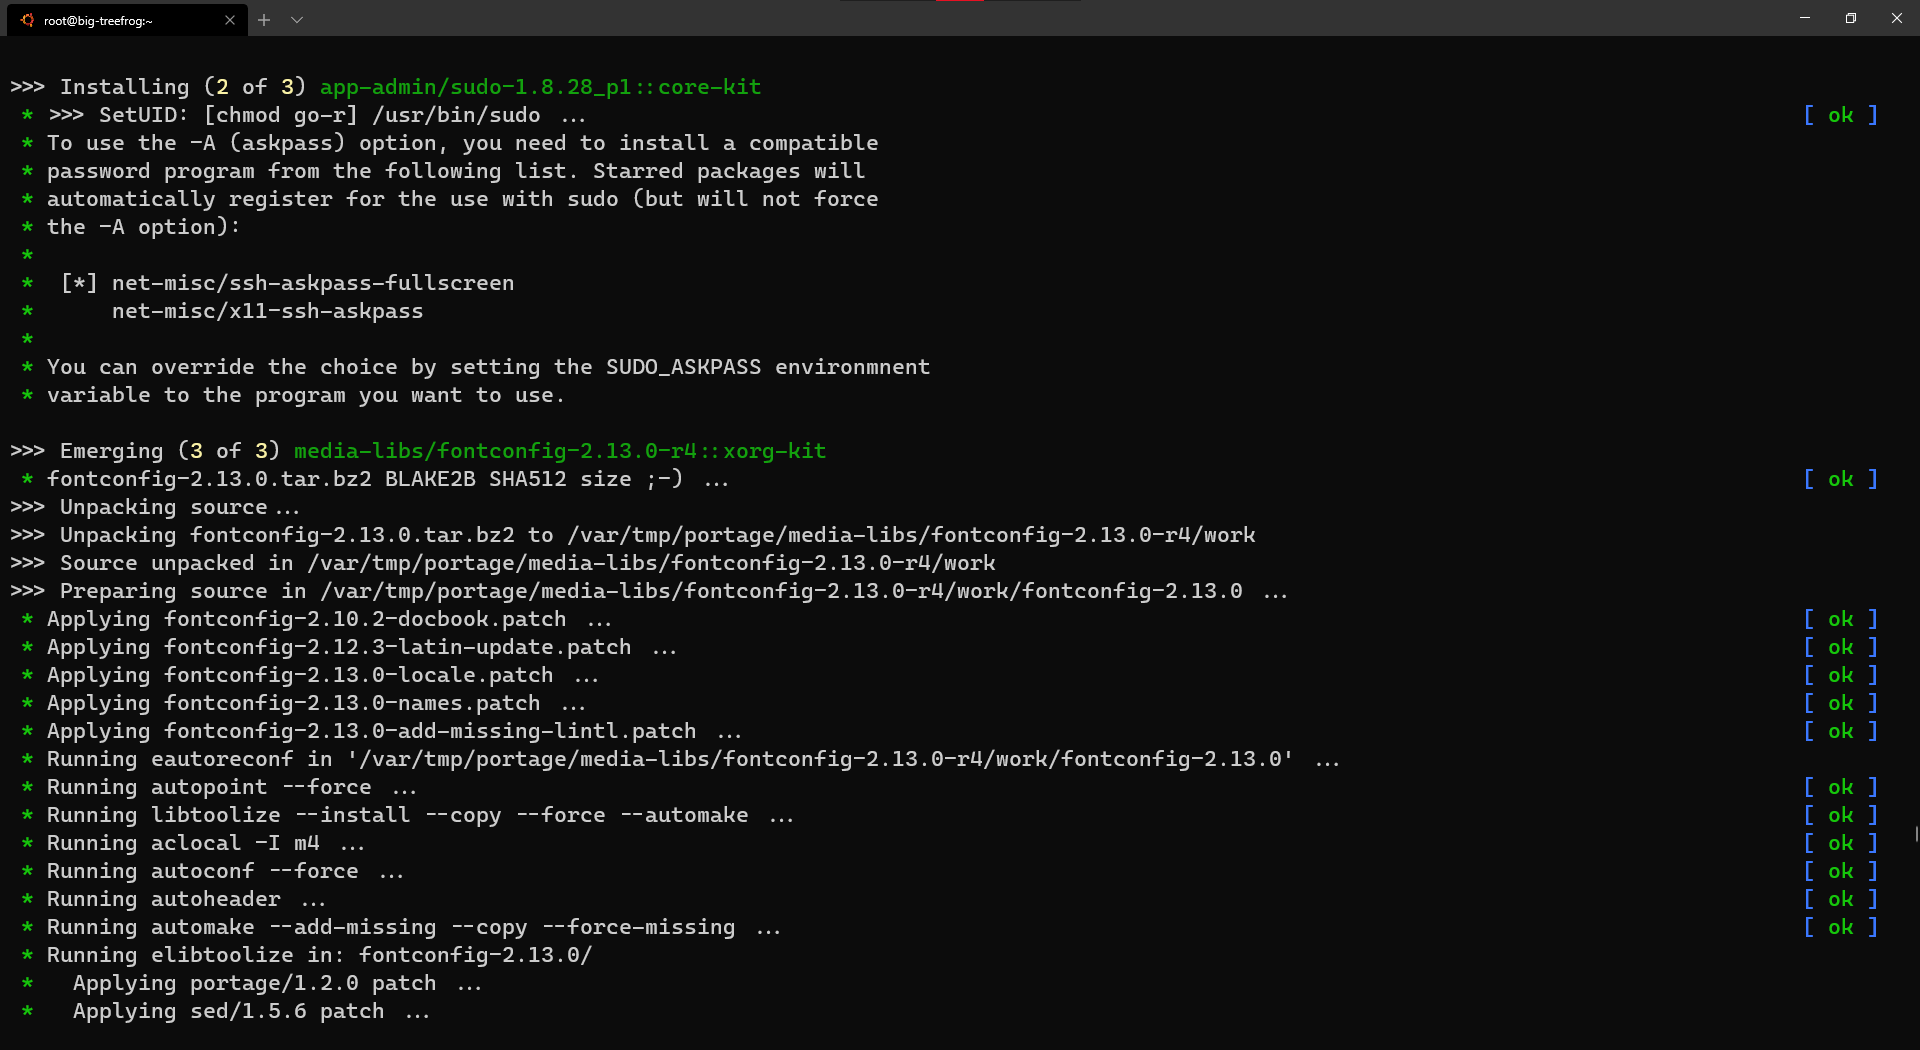 root@big-treefrog:~
>>> Installing (2 of 3) app-admin/sudo-1.8.28_p1::core-kit
* >>> SetUID: [chmod go-r] /usr/bin/sudo ... [ ok ]
* To use the -A (askpass) option, you need to install a compatible
* password program from the following list. Starred packages will
* automatically register for the use with sudo (but will not force
* the -A option):
*
* [*] net-misc/ssh-askpass-fullscreen
* net-misc/x11-ssh-askpass
*
* You can override the choice by setting the SUDO_ASKPASS environmnent
* variable to the program you want to use.
>>> Emerging (3 of 3) media-libs/fontconfig-2.13.0-r4::xorg-kit
* fontconfig-2.13.0.tar.bz2 BLAKE2B SHA512 size ;-) ... [ ok ]
>>> Unpacking source...
>>> Unpacking fontconfig-2.13.0.tar.bz2 to /var/tmp/portage/media-libs/fontconfig-2.13.0-r4/work
>>> Source unpacked in /var/tmp/portage/media-libs/fontconfig-2.13.0-r4/work
>>> Preparing source in /var/tmp/portage/media-libs/fontconfig-2.13.0-r4/work/fontconfig-2.13.0 ...
* Applying fontconfig-2.10.2-docbook.patch ... [ ok ]
* Applying fontconfig-2.12.3-latin-update.patch ... [ ok ]
* Applying fontconfig-2.13.0-locale.patch ... [ ok ]
* Applying fontconfig-2.13.0-names.patch ... [ ok ]
* Applying fontconfig-2.13.0-add-missing-lintl.patch ... [ ok ]
* Running eautoreconf in '/var/tmp/portage/media-libs/fontconfig-2.13.0-r4/work/fontconfig-2.13.0' ...
* Running autopoint --force ... [ ok ]
* Running libtoolize --install --copy --force --automake ... [ ok ]
* Running aclocal -I m4 ... [ ok ]
* Running autoconf --force ... [ ok ]
* Running autoheader ... [ ok ]
* Running automake --add-missing --copy --force-missing ... [ ok ]
* Running elibtoolize in: fontconfig-2.13.0/
* Applying portage/1.2.0 patch ...
* Applying sed/1.5.6 patch ...